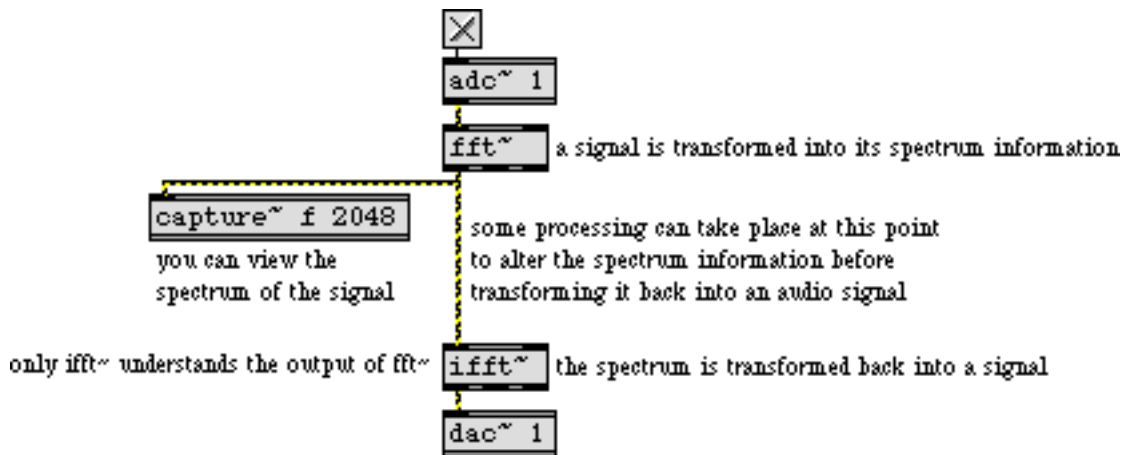 adc~ 1
fft~
a signal is transformed into its spectrum information
capture~ f 2048
you can view the
spectrum of the signal
some processing can take place at this point
to alter the spectrum information before
transforming it back into an audio signal
only ifft~ understands the output of fft~
ifft~
the spectrum is transformed back into a signal
dac~ 1